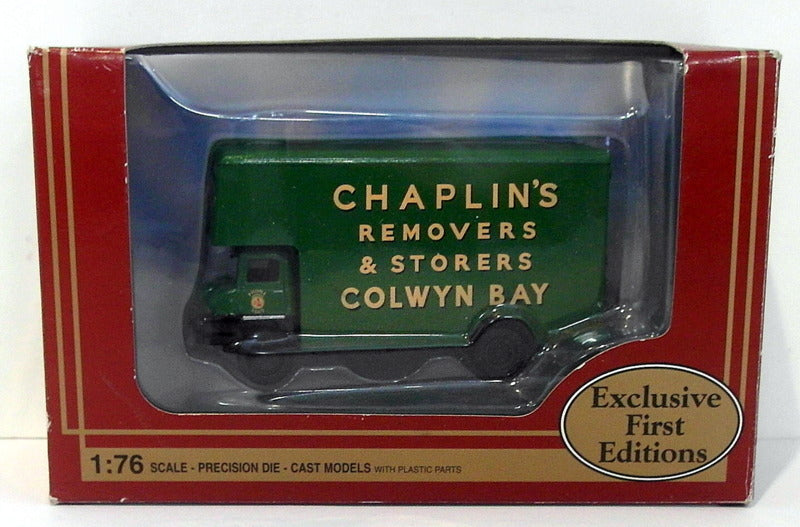 CHAPLIN'S
REMOVERS
& STORERS
COLWYN BAY
Exclusive
First
Editions
1:76 SCALE - PRECISION DIE - CAST MODELS WITH PLASTIC PARTS